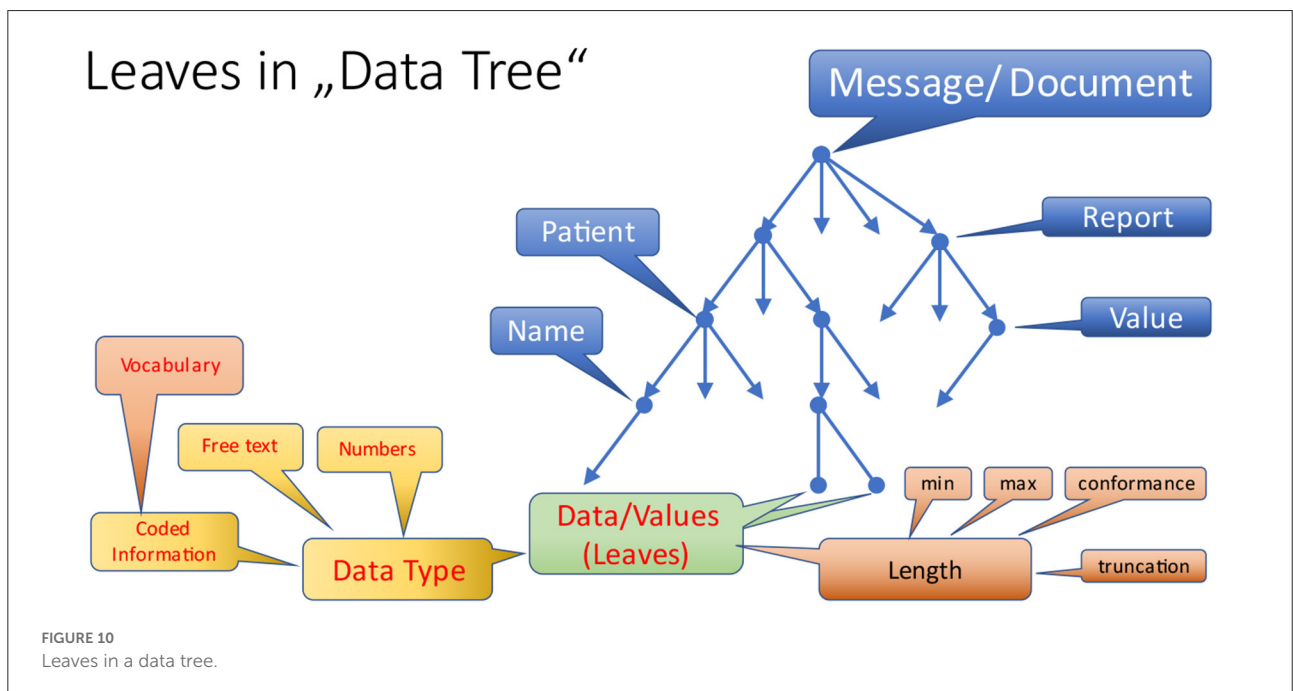 Leaves in „Data Tree“
Message/ Document
Patient
Report
Name
Value
Vocabulary
Free text
Numbers
Coded
Information
Data Type
Data/Values
(Leaves)
min
max
conformance
Length
truncation
FIGURE 10
Leaves in a data tree.